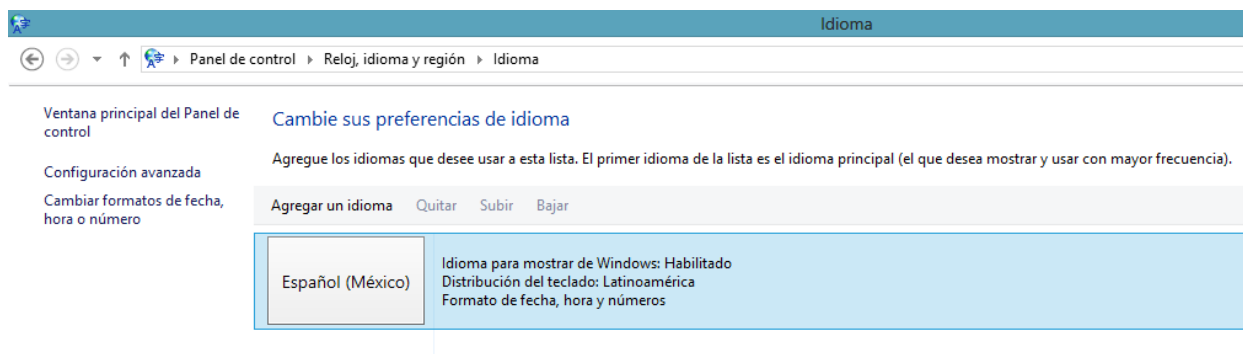 Idioma
Panel de control ▸ Reloj, idioma y región ▸ Idioma
Ventana principal del Panel de
control
Configuración avanzada
Cambiar formatos de fecha,
hora o número
Cambie sus preferencias de idioma
Agregue los idiomas que desee usar a esta lista. El primer idioma de la lista es el idioma principal (el que desea mostrar y usar con mayor frecuencia).
Agregar un idioma Quitar Subir Bajar
Español (México)
Idioma para mostrar de Windows: Habilitado
Distribución del teclado: Latinoamérica
Formato de fecha, hora y números